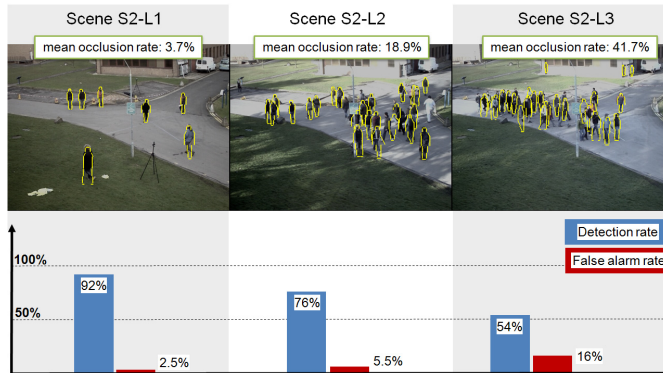 Scene S2-L1
Scene S2-L2
Scene S2-L3
mean occlusion rate: 3.7%
mean occlusion rate: 18.9%
mean occlusion rate: 41.7%
Detection rate
False alarm rate
100%
50%
92%
2.5%
76%
5.5%
54%
16%